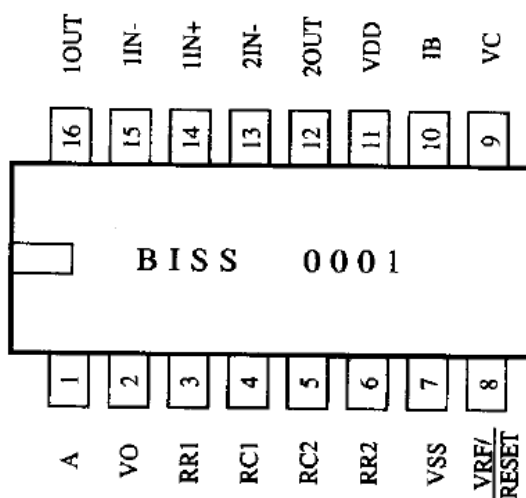 1OUT 1IN- 1IN+ 2IN- 2OUT VDD IB VC
16 15 14 13 12 11 10 9
BISS 0001
1 2 3 4 5 6 7 8
A VO RR1 RC1 RC2 RR2 VSS VRF/
RESET